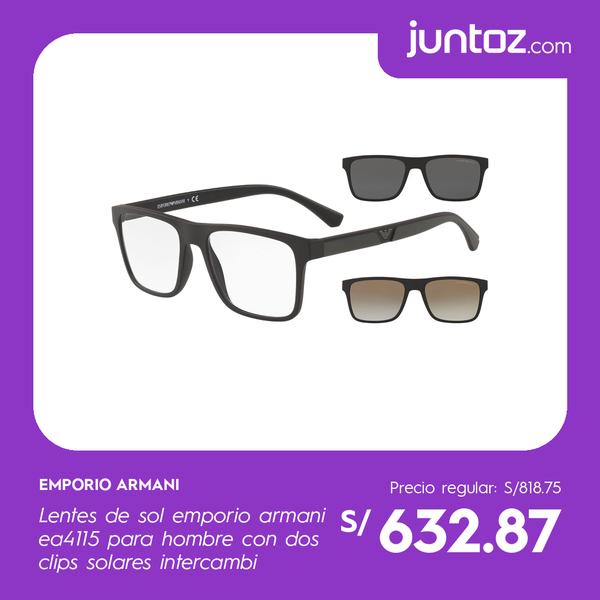 juntoz.com
EMPORIO ARMANI
Lentes de sol emporio armani
ea4115 para hombre con dos
clips solares intercambi
Precio regular: S/818.75
S/ 632.87